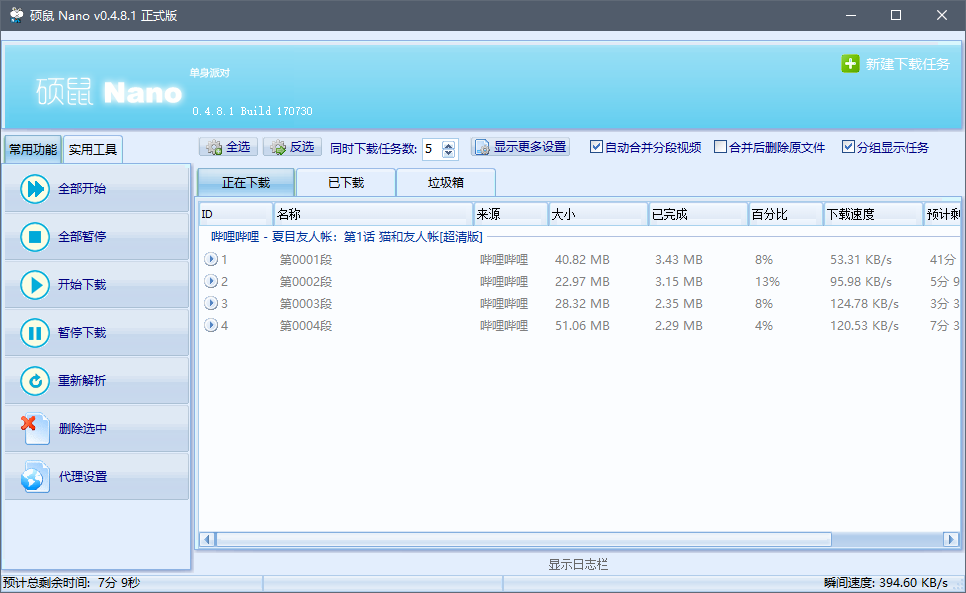 硕鼠 Nano v0.4.8.1 正式版
新建下载任务
单身派对
硕鼠 Nano
0.4.8.1 Build 170730
常用功能 实用工具
全选 反选 同时下载任务数: 5 显示更多设置 自动合并分段视频 合并后删除原文件 分组显示任务
全部开始
全部暂停
开始下载
暂停下载
重新解析
删除选中
代理设置
正在下载 已下载 垃圾箱
ID 名称 来源 大小 已完成 百分比 下载速度 预计剩
哔哩哔哩 - 夏目友人帐：第1话 猫和友人帐[超清版]
1 第0001段 哔哩哔哩 40.82 MB 3.43 MB 8% 53.31 KB/s 41分
2 第0002段 哔哩哔哩 22.97 MB 3.15 MB 13% 95.98 KB/s 5分 9
3 第0003段 哔哩哔哩 28.32 MB 2.35 MB 8% 124.78 KB/s 3分 3
4 第0004段 哔哩哔哩 51.06 MB 2.29 MB 4% 120.53 KB/s 7分 3
显示日志栏
预计总剩余时间: 7分 9秒 瞬间速度: 394.60 KB/s